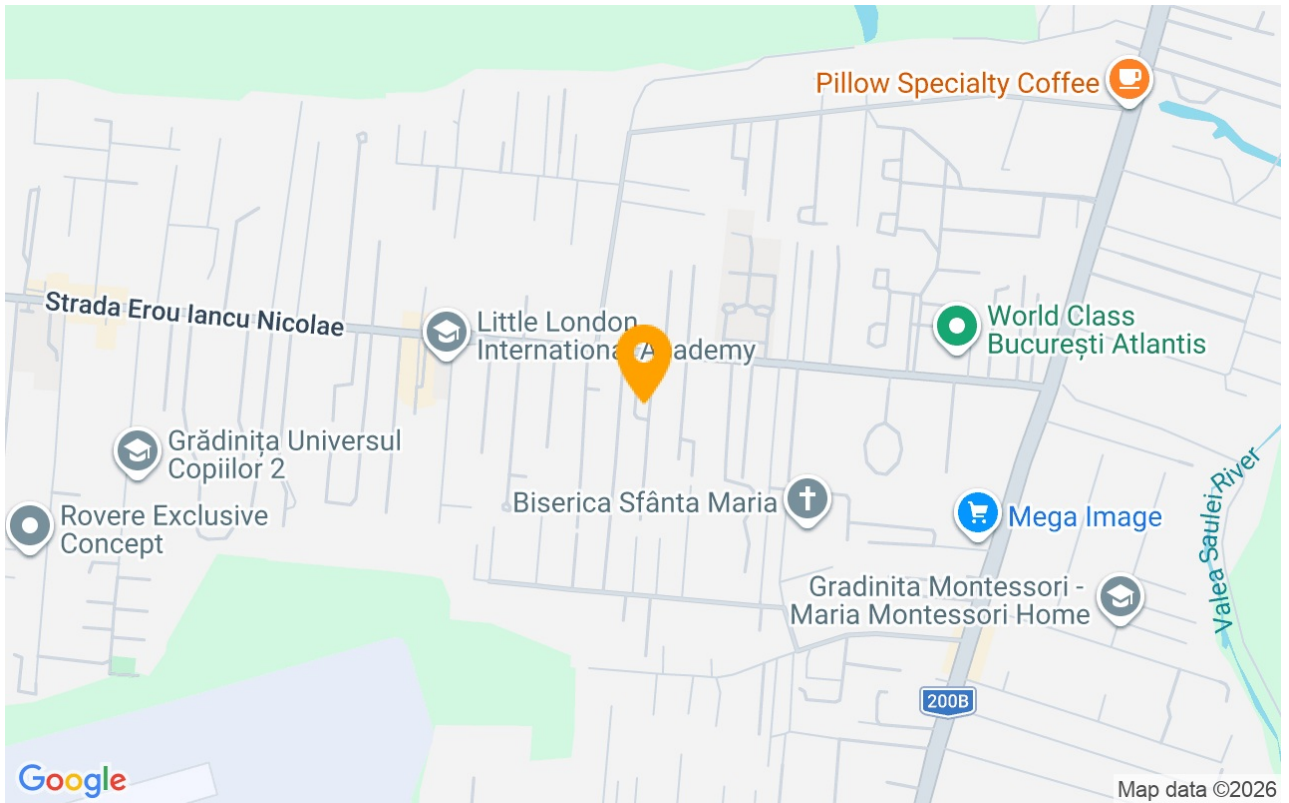 Pillow Specialty Coffee
Strada Erou Iancu Nicolae
Little London
International Academy
World Class
București Atlantis
Grădinița Universul
Copiilor 2
Rovere Exclusive
Concept
Biserica Sfânta Maria
Mega Image
Valea Saulei River
Gradinita Montessori -
Maria Montessori Home
200B
Google
Map data ©2026